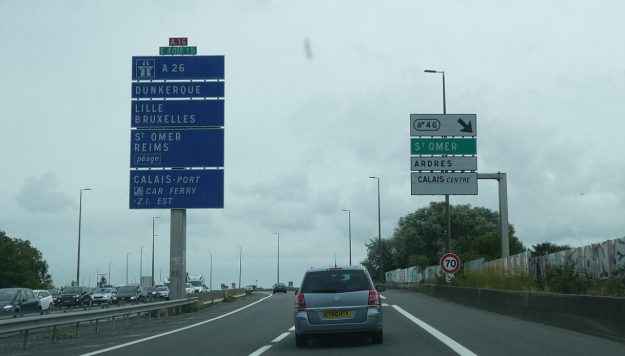 A 16
E 40 E 15
A 26
DUNKERQUE
LILLE
BRUXELLES
ST OMER
REIMS
péage
CALAIS-PORT
CAR FERRY
-Z.I. EST
46
ST OMER
ARDRES
CALAIS CENTRE
70